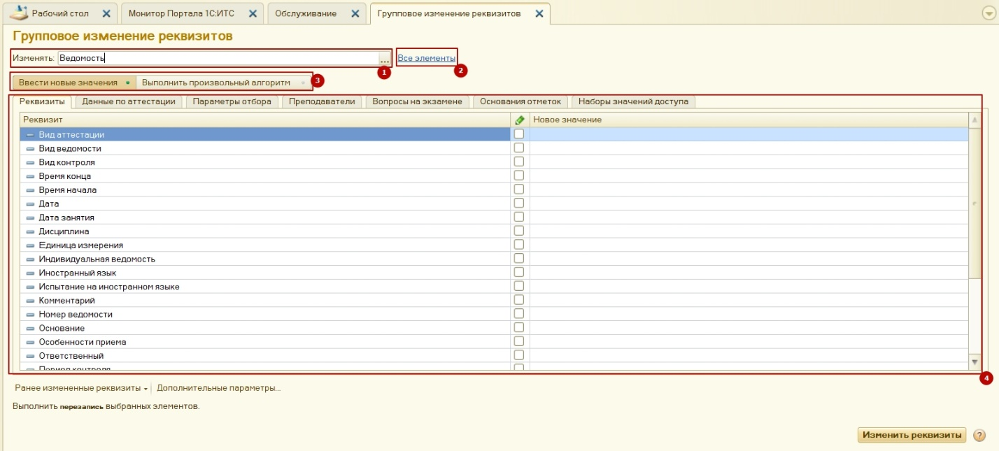 Рабочий стол Монитор Портала 1С:ИТС Обслуживание Групповое изменение реквизитов
Групповое изменение реквизитов
Изменять: Ведомость ... Все элементы
1 2
Ввести новые значения Выполнить произвольный алгоритм 3
Реквизиты Данные по аттестации Параметры отбора Преподаватели Вопросы на экзамене Основания отметок Наборы значений доступа
Реквизит Новое значение
Вид аттестации
Вид ведомости
Вид контроля
Время конца
Время начала
Дата
Дата занятия
Дисциплина
Единица измерения
Индивидуальная ведомость
Иностранный язык
Испытание на иностранном языке
Комментарий
Номер ведомости
Основание
Особенности приема
Ответственный
Период контроля
4
Ранее измененные реквизиты Дополнительные параметры...
Выполнить перезапись выбранных элементов.
Изменить реквизиты ?